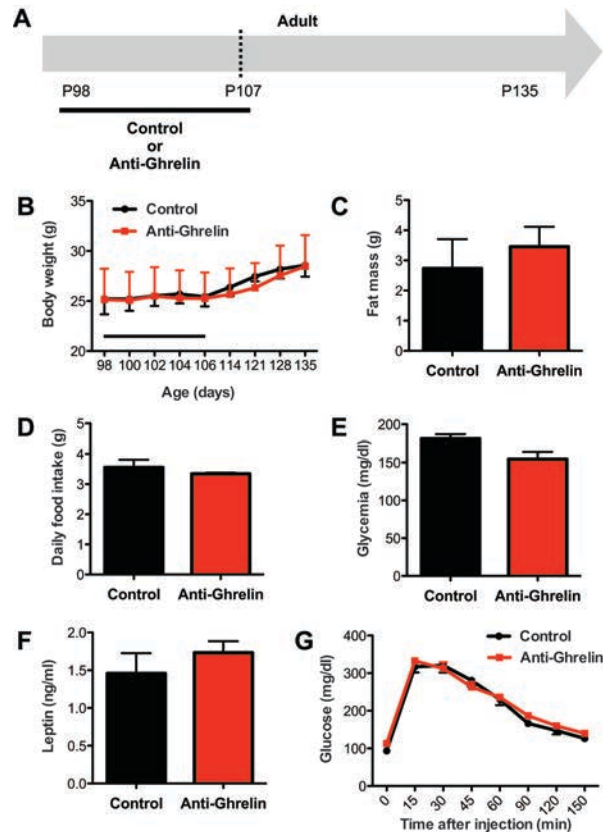 A
Adult
P98 P107 P135
Control
or
Anti-Ghrelin
B
Control
Anti-Ghrelin
Body weight (g)
35
30
25
20
98 100 102 104 106 114 121 128 135
Age (days)
C
Fat mass (g)
5
4
3
2
1
0
Control Anti-Ghrelin
D
Daily food intake (g)
5
4
3
2
1
0
Control Anti-Ghrelin
E
Glycemia (mg/dl)
200
150
100
50
0
Control Anti-Ghrelin
F
Leptin (ng/ml)
2.0
1.5
1.0
0.5
0.0
Control Anti-Ghrelin
G
Control
Anti-Ghrelin
Glucose (mg/dl)
400
300
200
100
0
0 15 30 45 60 90 120 150
Time after injection (min)